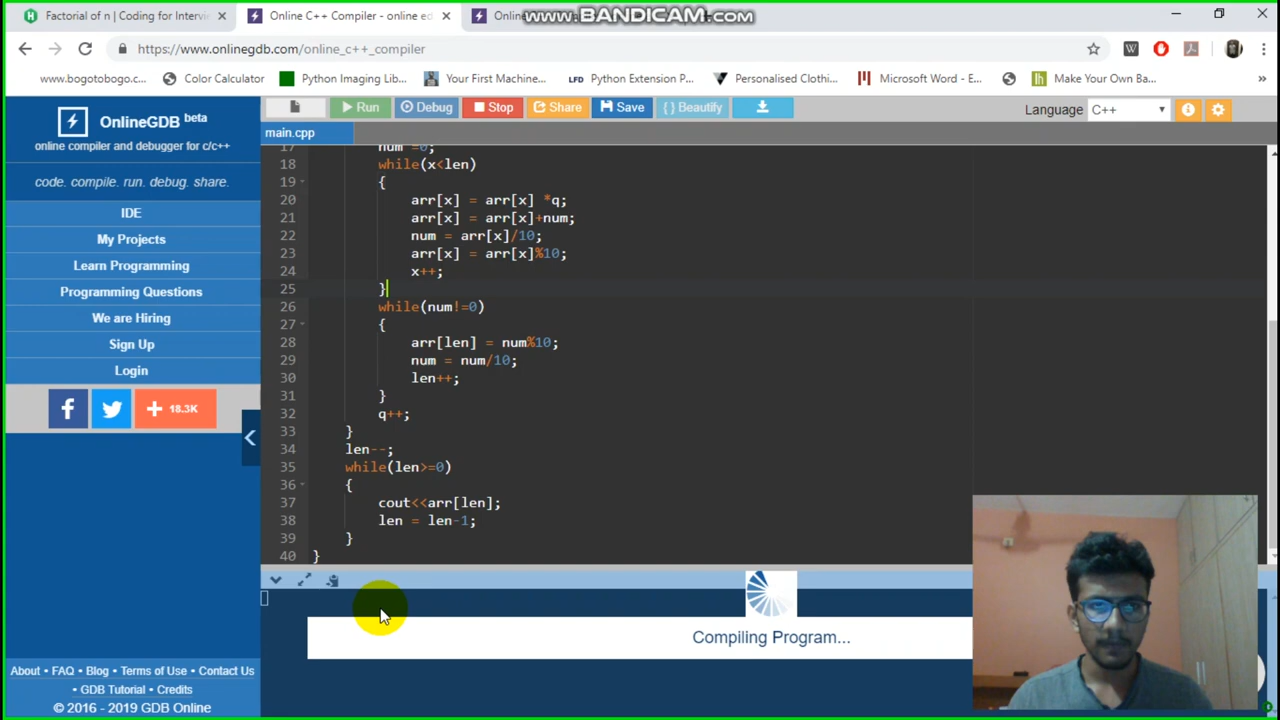 Factorial of n | Coding for Intervie
Online C++ Compiler - online ed
Onlin
www.BANDICAM.com
https://www.onlinegdb.com/online_c++_compiler
www.bogotobogo.c...
Color Calculator
Python Imaging Lib...
Your First Machine...
LFD Python Extension P...
Personalised Clothi...
Microsoft Word - E...
Make Your Own Ba...
»
OnlineGDB beta
online compiler and debugger for c/c++
code. compile. run. debug. share.
IDE
My Projects
Learn Programming
Programming Questions
We are Hiring
Sign Up
Login
f
+ 18.3K
About • FAQ • Blog • Terms of Use • Contact Us
• GDB Tutorial • Credits
© 2016 - 2019 GDB Online
Run
Debug
Stop
Share
Save
{ } Beautify
Language C++
main.cpp
17 num =0;
18 while(x<len)
19 {
20 arr[x] = arr[x] *q;
21 arr[x] = arr[x]+num;
22 num = arr[x]/10;
23 arr[x] = arr[x]%10;
24 x++;
25 }
26 while(num!=0)
27 {
28 arr[len] = num%10;
29 num = num/10;
30 len++;
31 }
32 q++;
33 }
34 len--;
35 while(len>=0)
36 {
37 cout<<arr[len];
38 len = len-1;
39 }
40 }
Compiling Program...